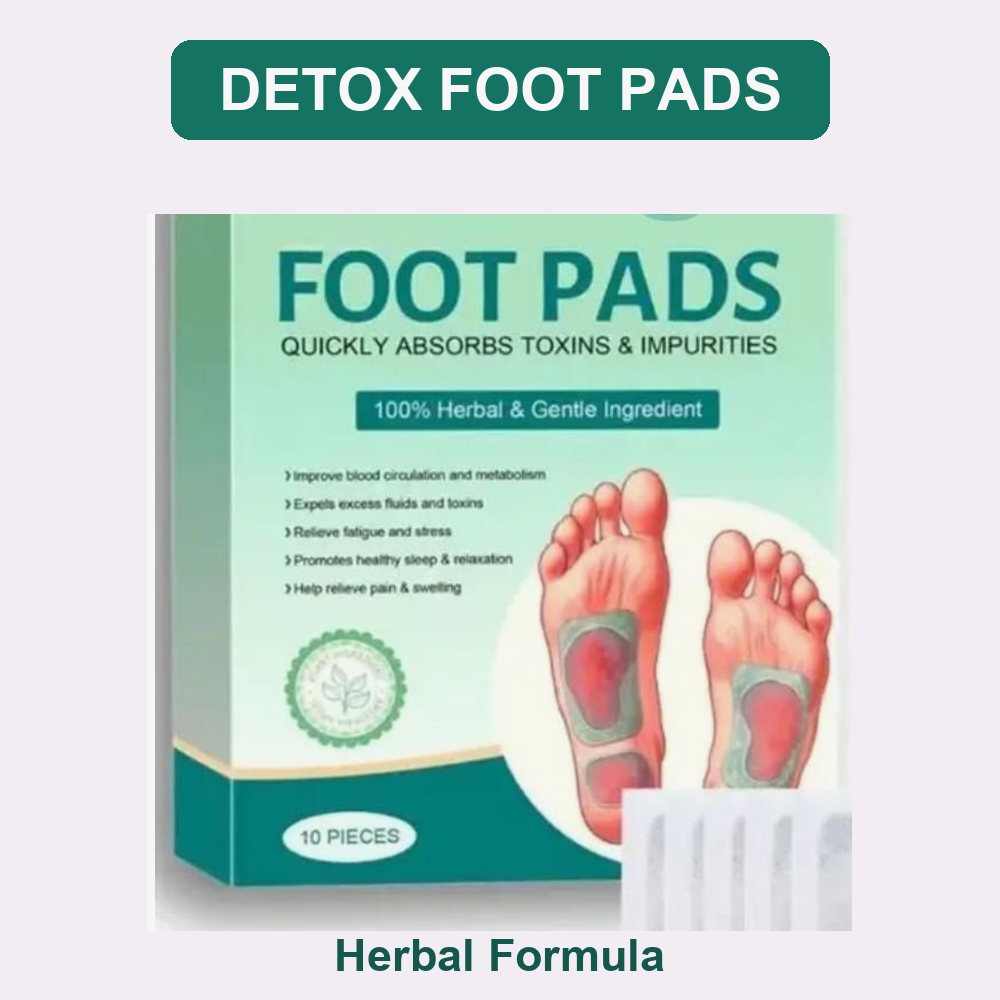 DETOX FOOT PADS
FOOT PADS
QUICKLY ABSORBS TOXINS & IMPURITIES
100% Herbal & Gentle Ingredient
Improve blood circulation and metabolism
Expels excess fluids and toxins
Relieve fatigue and stress
Promotes healthy sleep & relaxation
Help relieve pain & swelling
10 PIECES
Herbal Formula